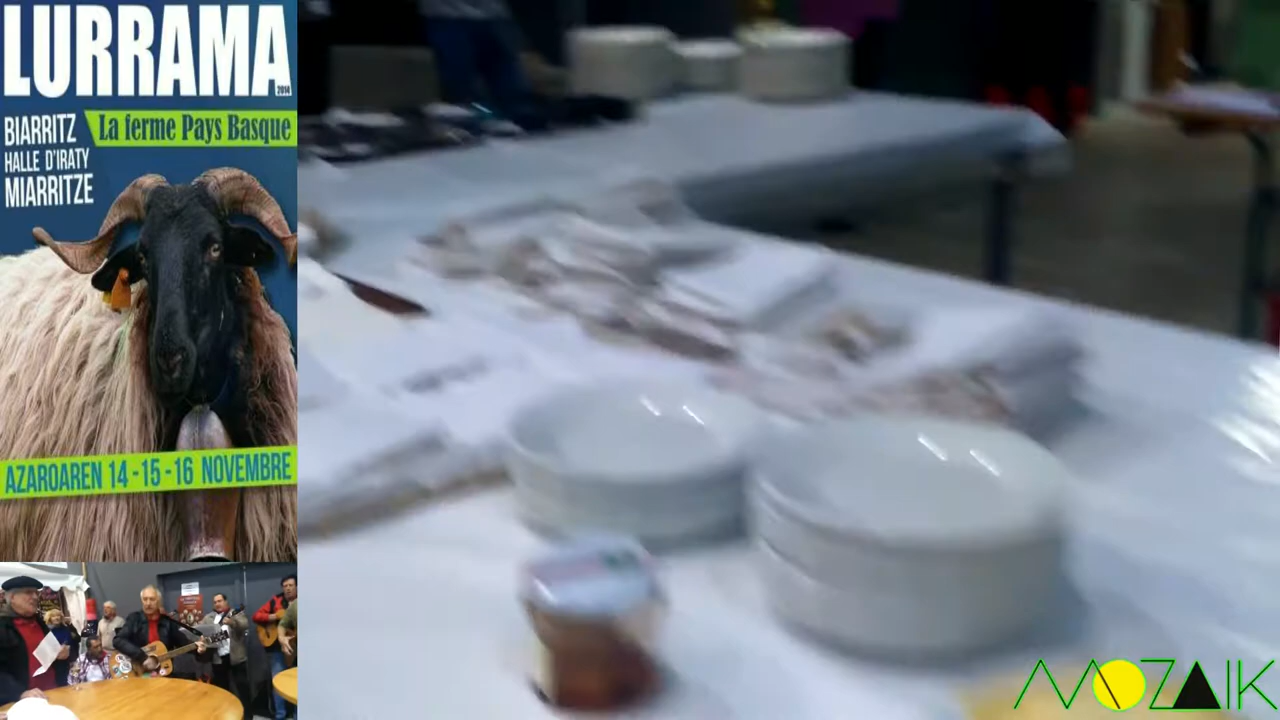 LURRAMA
2014
BIARRITZ
La ferme Pays Basque
HALLE D'IRATY
MIARRITZE
AZAROAREN 14-15-16 NOVEMBRE
MOZAIK